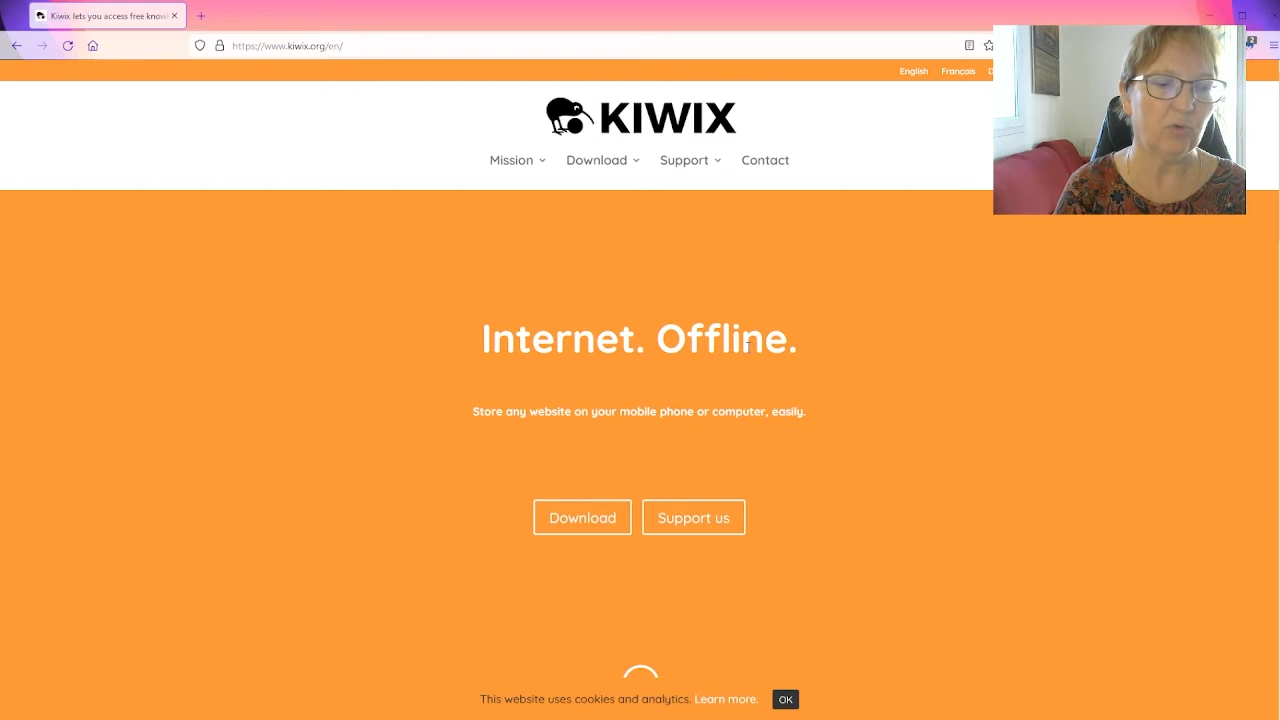 Kiwix lets you access free know
https://www.kiwix.org/en/
2
English Français D
KIWIX
Mission Download Support Contact
Internet. Offline.
Store any website on your mobile phone or computer, easily.
Download Support us
This website uses cookies and analytics. Learn more. OK